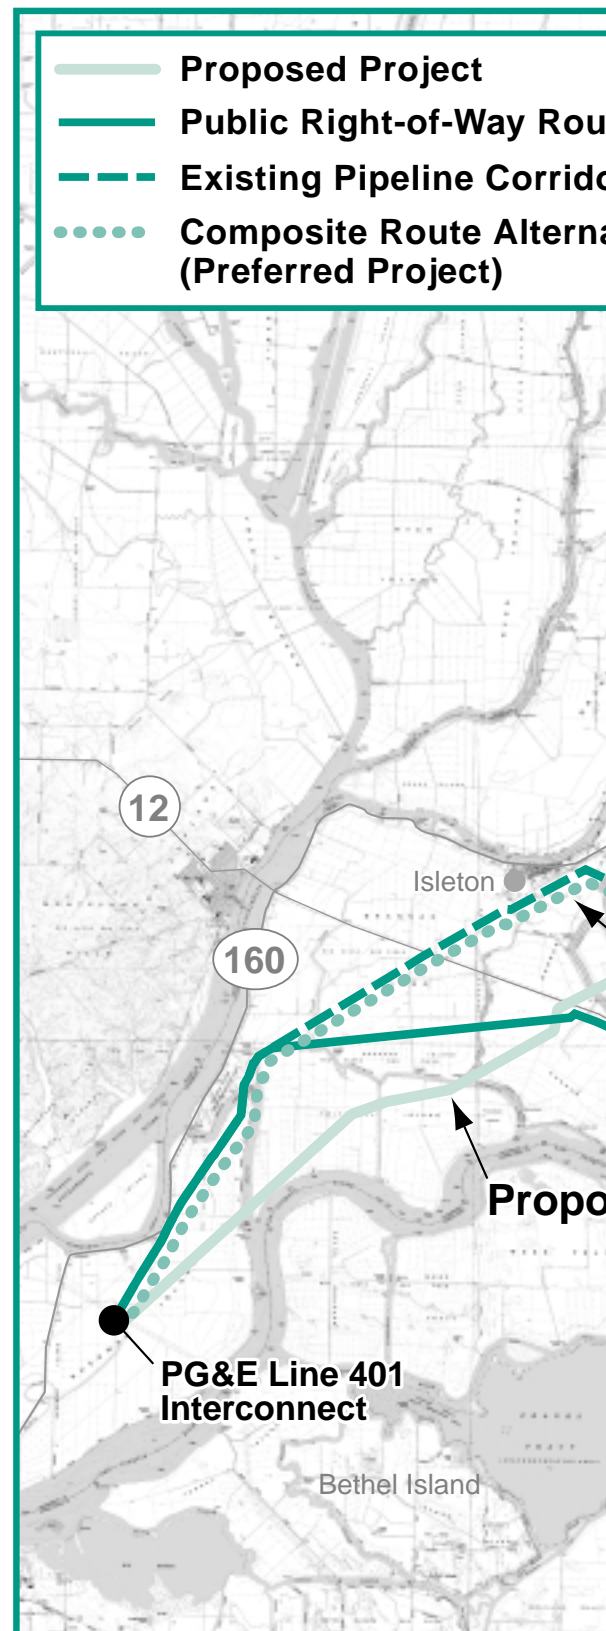 Proposed Project
Public Right-of-Way Rou
Existing Pipeline Corrido
Composite Route Alterna
(Preferred Project)
12
Isleton
160
Propo
PG&E Line 401
Interconnect
Bethel Island